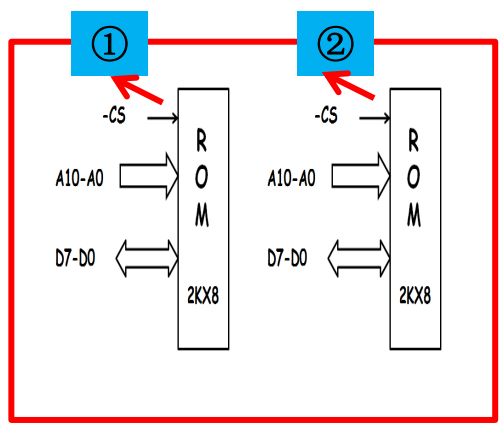 ① ②
-CS -CS
R R
A10-A0 O A10-A0 O
M M
D7-D0 D7-D0
2KX8 2KX8